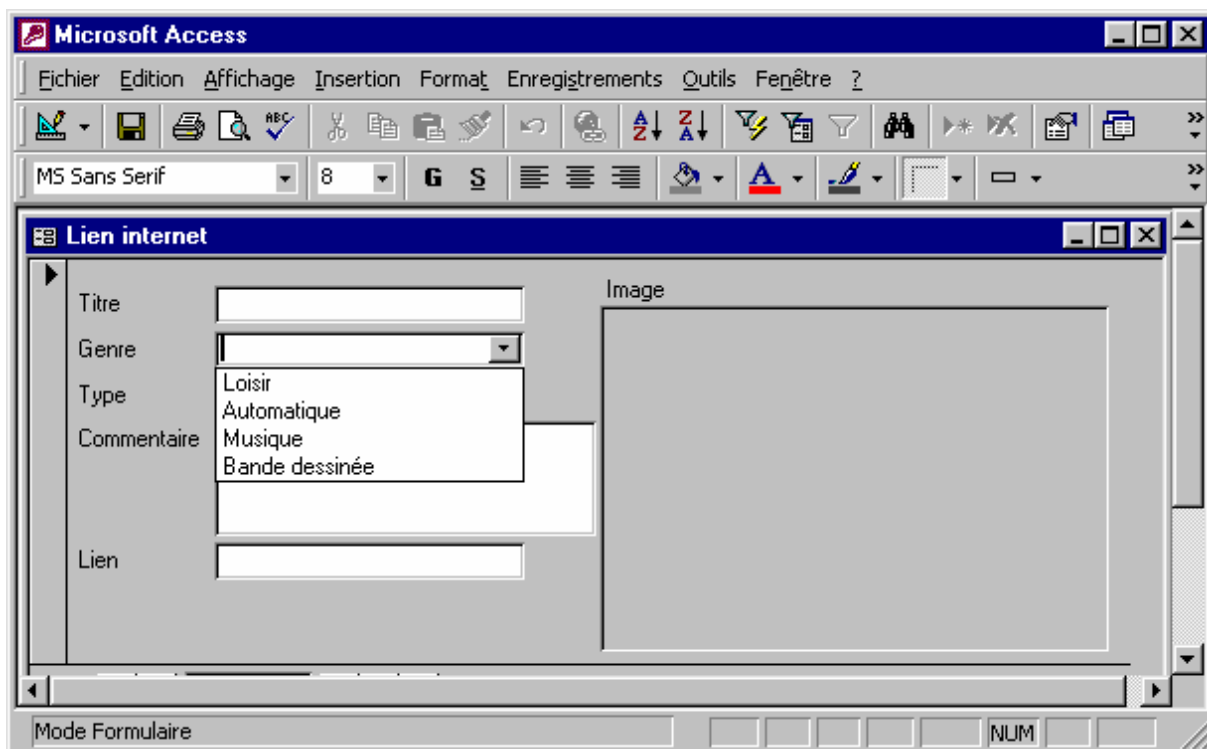 Microsoft Access
Fichier Edition Affichage Insertion Format Enregistrements Outils Fenêtre ?
ABC A Z Z A
MS Sans Serif 8 G S A
Lien internet
Titre
Image
Genre
Loisir
Type
Automatique
Commentaire Musique
Bande dessinée
Lien
Mode Formulaire NUM